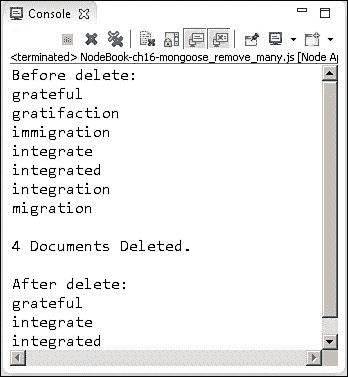 Console
<terminated> NodeBook-ch16-mongoose_remove_many.js [Node Ap
Before delete:
grateful
gratifaction
immigration
integrate
integrated
integration
migration
4 Documents Deleted.
After delete:
grateful
integrate
integrated